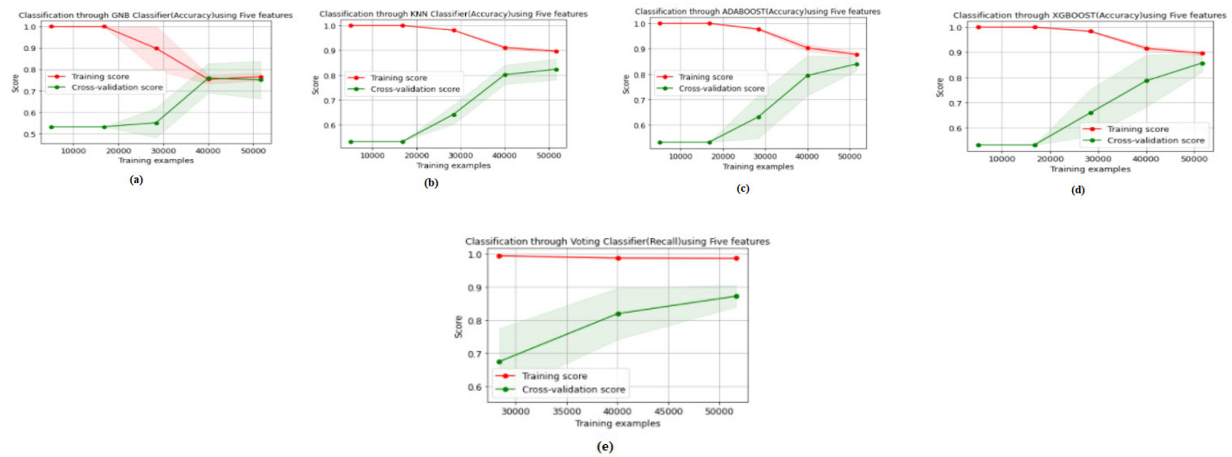 Classification through GNB Classifier(Accuracy)using Five features
1.0
0.9
0.8
0.7
0.6
0.5
Score
Training score
Cross-validation score
10000 20000 30000 40000 50000
Training examples
(a)
Classification through KNN Classifier(Accuracy)using Five features
1.0
0.9
0.8
0.7
0.6
Score
Training score
Cross-validation score
10000 20000 30000 40000 50000
Training examples
(b)
Classification through ADABOOST(Accuracy)using Five features
1.0
0.9
0.8
0.7
0.6
Score
Training score
Cross-validation score
10000 20000 30000 40000 50000
Training examples
(c)
Classification through XGBOOST(Accuracy)using Five features
1.0
0.9
0.8
0.7
0.6
Score
Training score
Cross-validation score
10000 20000 30000 40000 50000
Training examples
(d)
Classification through Voting Classifier(Recall)using Five features
1.0
0.9
0.8
0.7
0.6
Score
Training score
Cross-validation score
30000 35000 40000 45000 50000
Training examples
(e)